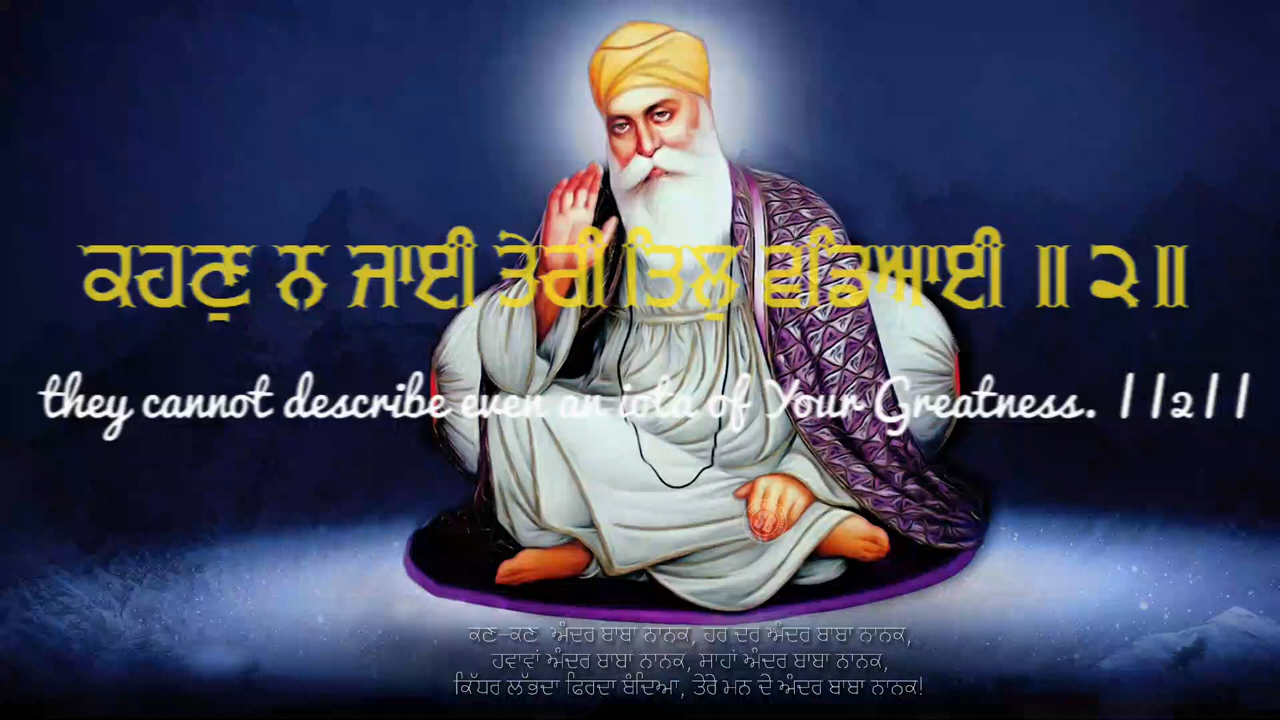 ਕਹਣੁ ਨ ਜਾਈ ਤੇਰੀ ਤਿਲੁ ਵਡਿਆਈ ॥੨॥
they cannot describe even an iota of Your Greatness. ||2||
ਕਣ-ਕਣ ਅੰਦਰ ਬਾਬਾ ਨਾਨਕ, ਹਰ ਦਰ ਅੰਦਰ ਬਾਬਾ ਨਾਨਕ,
ਹਵਾਵਾਂ ਅੰਦਰ ਬਾਬਾ ਨਾਨਕ, ਸਾਹਾਂ ਅੰਦਰ ਬਾਬਾ ਨਾਨਕ,
ਕਿੱਧਰ ਲੱਭਦਾ ਫਿਰਦਾ ਬੰਦਿਆ, ਤੇਰੇ ਮਨ ਦੇ ਅੰਦਰ ਬਾਬਾ ਨਾਨਕ!